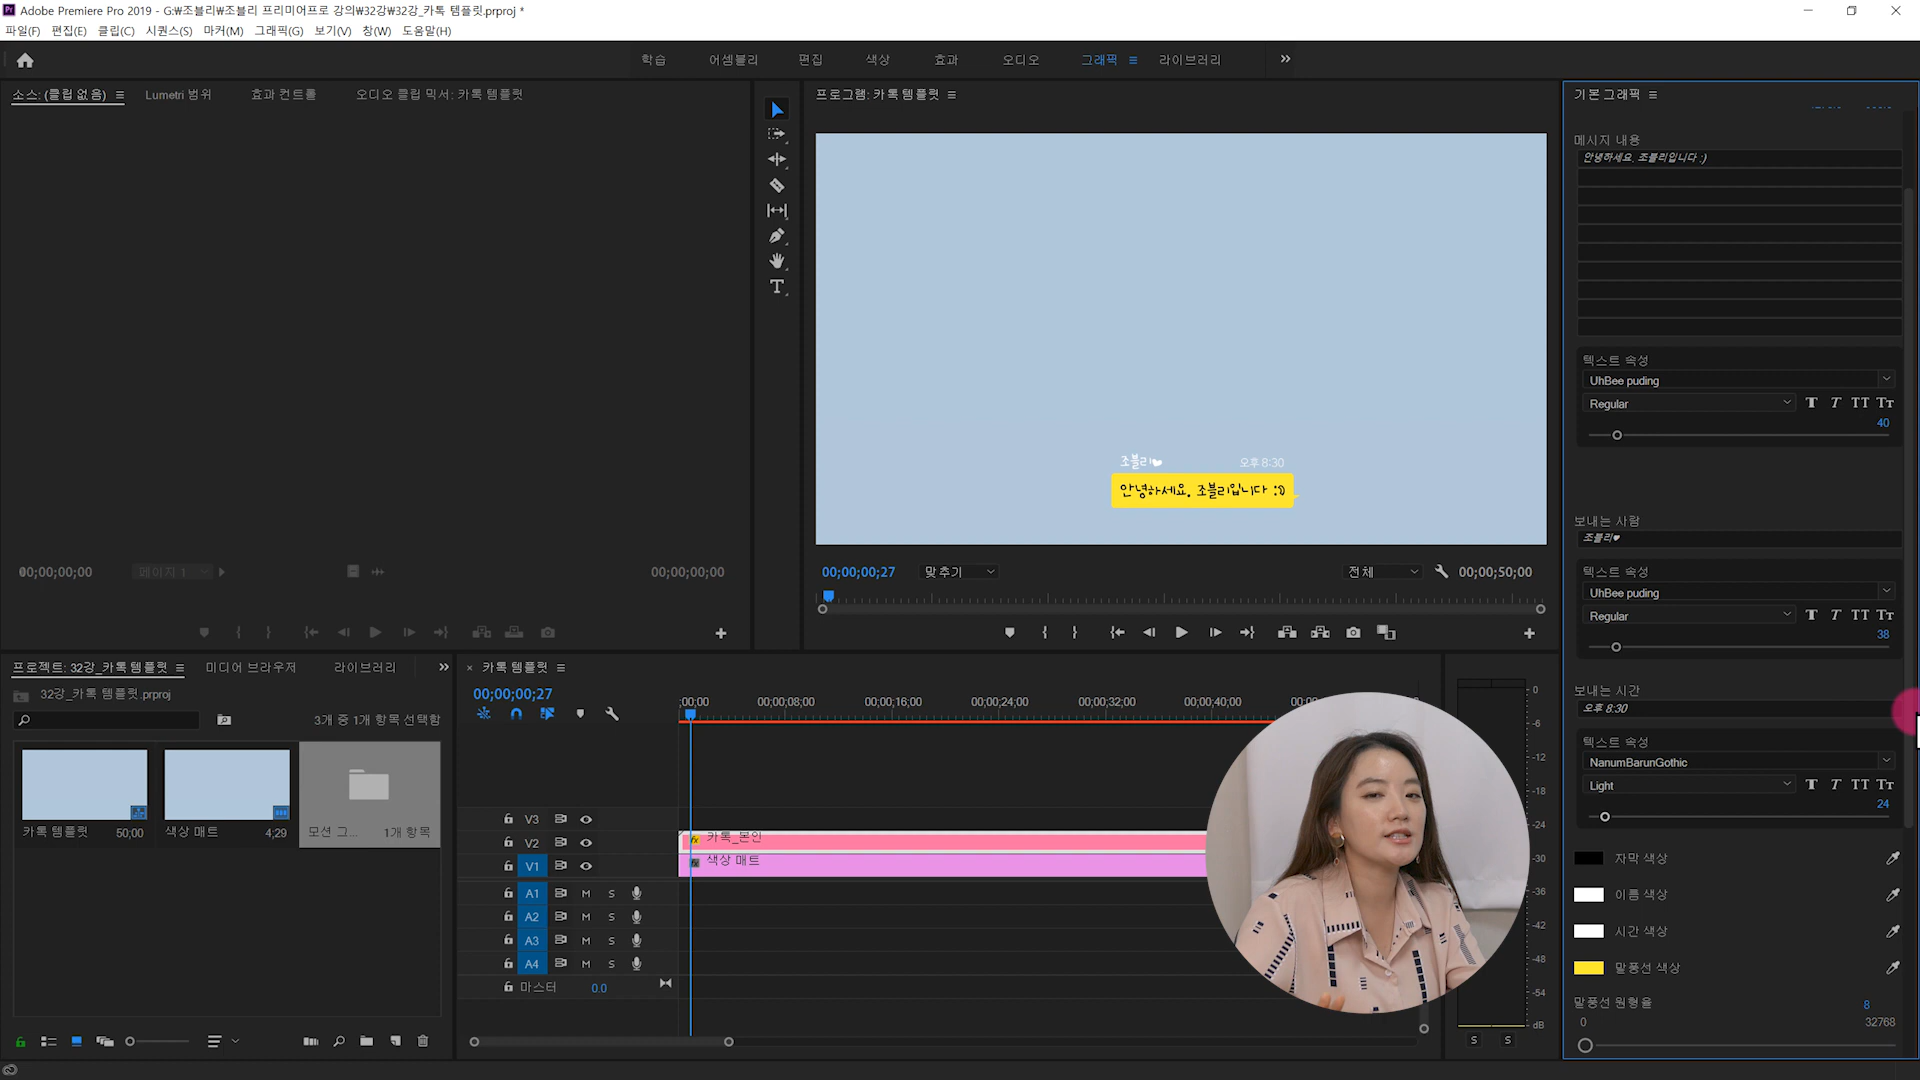 Adobe Premiere Pro 2019 - G:₩조블리₩조블리 프리미어프로 강의₩32강₩32강_카톡 템플릿.prproj *
파일(F) 편집(E) 클립(C) 시퀀스(S) 마커(M) 그래픽(G) 보기(V) 창(W) 도움말(H)
학습 어셈블리 편집 색상 효과 오디오 그래픽 라이브러리
소스: (클립 없음) Lumetri 범위 효과 컨트롤 오디오 클립 믹서: 카톡 템플릿
프로그램: 카톡 템플릿
기본 그래픽
메시지 내용
안녕하세요. 조블리입니다 :)
텍스트 속성
UhBee puding
Regular
40
조블리♥ 오후 8:30
안녕하세요. 조블리입니다 :)
보내는 사람
조블리♥
텍스트 속성
UhBee puding
Regular
38
00;00;00;00 페이지 1 00;00;00;00
00;00;00;27 맞추기 전체 00;00;50;00
보내는 시간
오후 8:30
텍스트 속성
NanumBarunGothic
Light
24
자막 색상
이름 색상
시간 색상
말풍선 색상
말풍선 원형율 8
0 32768
프로젝트: 32강_카톡 템플릿 미디어 브라우저 라이브러리
32강_카톡 템플릿.prproj
3개 중 1개 항목 선택함
카톡 템플릿 50;00
색상 매트 4;29
모션 그... 1개 항목
카톡 템플릿
00;00;00;27
;00;00 00;00;08;00 00;00;16;00 00;00;24;00 00;00;32;00 00;00;40;00
V3
V2 카톡_본인
V1 색상 매트
A1 M S
A2 M S
A3 M S
A4 M S
마스터 0.0
0
-6
-12
-18
-24
-30
-36
-42
-48
-54
dB
S S